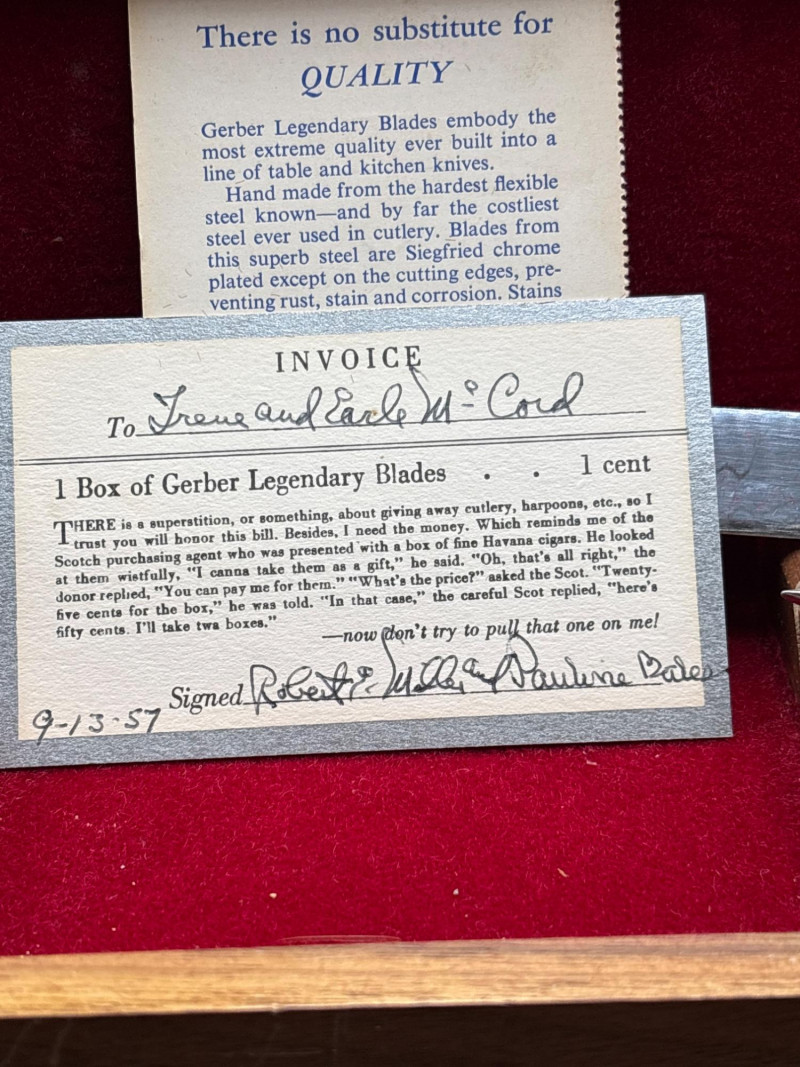 There is no substitute for
QUALITY
Gerber Legendary Blades embody the
most extreme quality ever built into a
line of table and kitchen knives.
Hand made from the hardest flexible
steel known—and by far the costliest
steel ever used in cutlery. Blades from
this superb steel are Siegfried chrome
plated except on the cutting edges, pre-
venting rust, stain and corrosion. Stains
INVOICE
To Irene and Earle McCord
1 Box of Gerber Legendary Blades . . 1 cent
THERE is a superstition, or something, about giving away cutlery, harpoons, etc., so I
trust you will honor this bill. Besides, I need the money. Which reminds me of the
Scotch purchasing agent who was presented with a box of fine Havana cigars. He looked
at them wistfully, "I canna take them as a gift," he said. "Oh, that's all right," the
donor replied, "You can pay me for them." "What's the price?" asked the Scot. "Twenty-
five cents for the box," he was told. "In that case," the careful Scot replied, "here's
fifty cents. I'll take twa boxes."
—now don't try to pull that one on me!
Signed Robert E. Miller and Pauline Bales
9-13-57